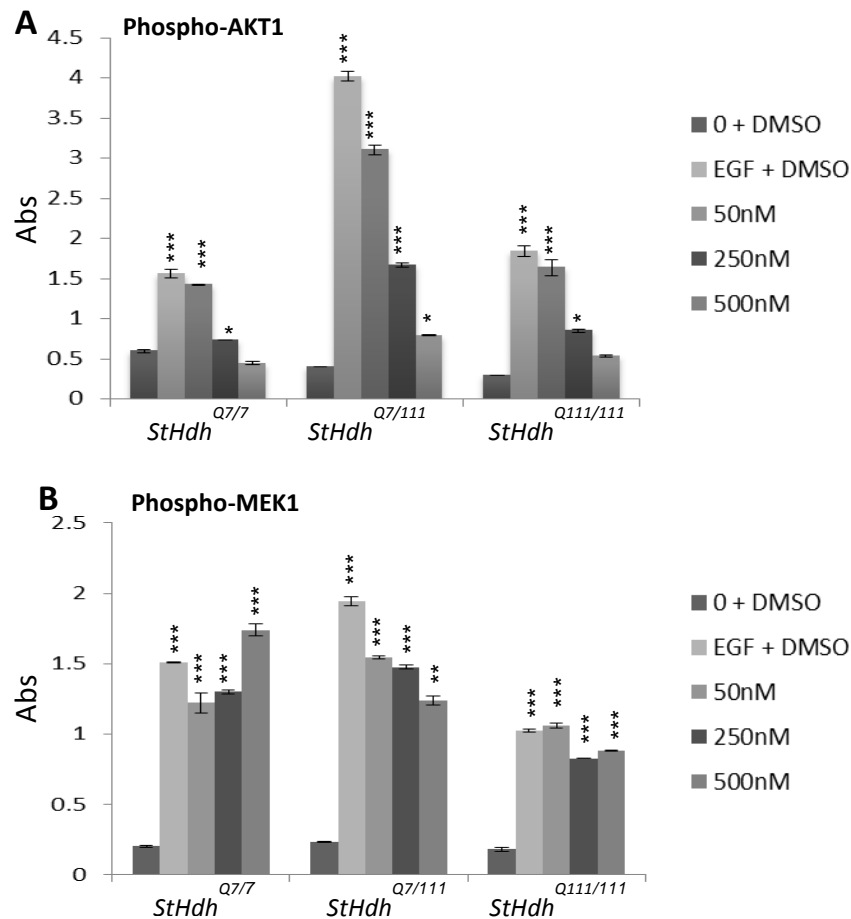 A Phospho-AKT1
4.5
4
3.5
3
2.5
2
1.5
1
0.5
0
Abs
*** ***
*
*** *** *** *
*** ***
*
StHdh Q7/7
StHdh Q7/111
StHdh Q111/111
0 + DMSO
EGF + DMSO
50nM
250nM
500nM
B Phospho-MEK1
2.5
2
1.5
1
0.5
0
Abs
*** *** *** ***
*** *** *** **
*** *** *** ***
StHdh Q7/7
StHdh Q7/111
StHdh Q111/111
0 + DMSO
EGF + DMSO
50nM
250nM
500nM